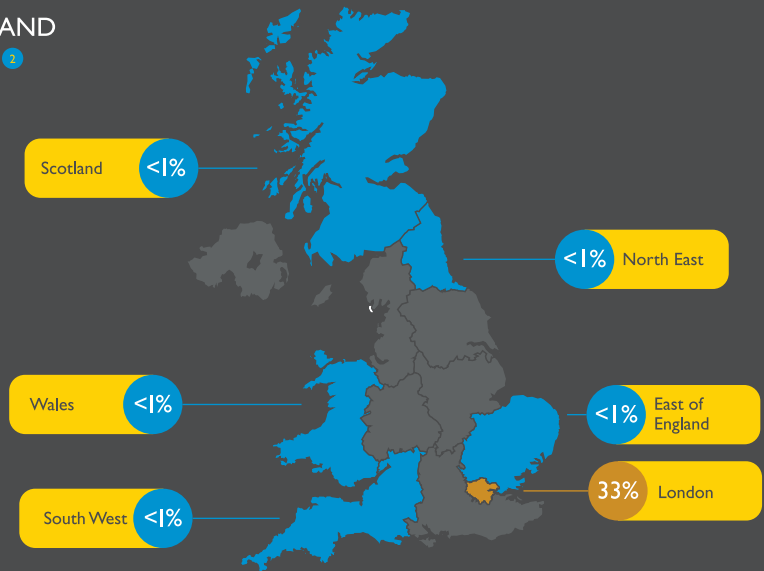 AND
2
Scotland <1%
<1% North East
Wales <1%
<1% East of
England
33% London
South West <1%